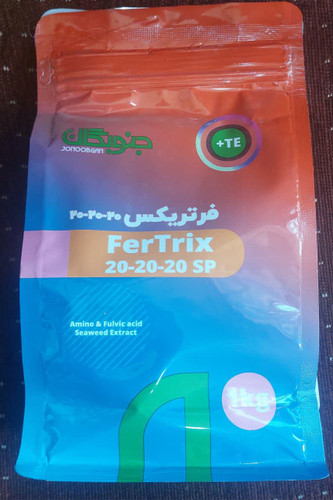 جنوبگان
JONOOBGAN
+TE
فرتریکس ۲۰-۲۰-۲۰
FerTrix
20-20-20 SP
Amino & Fulvic acid
Seaweed Extract
1kg